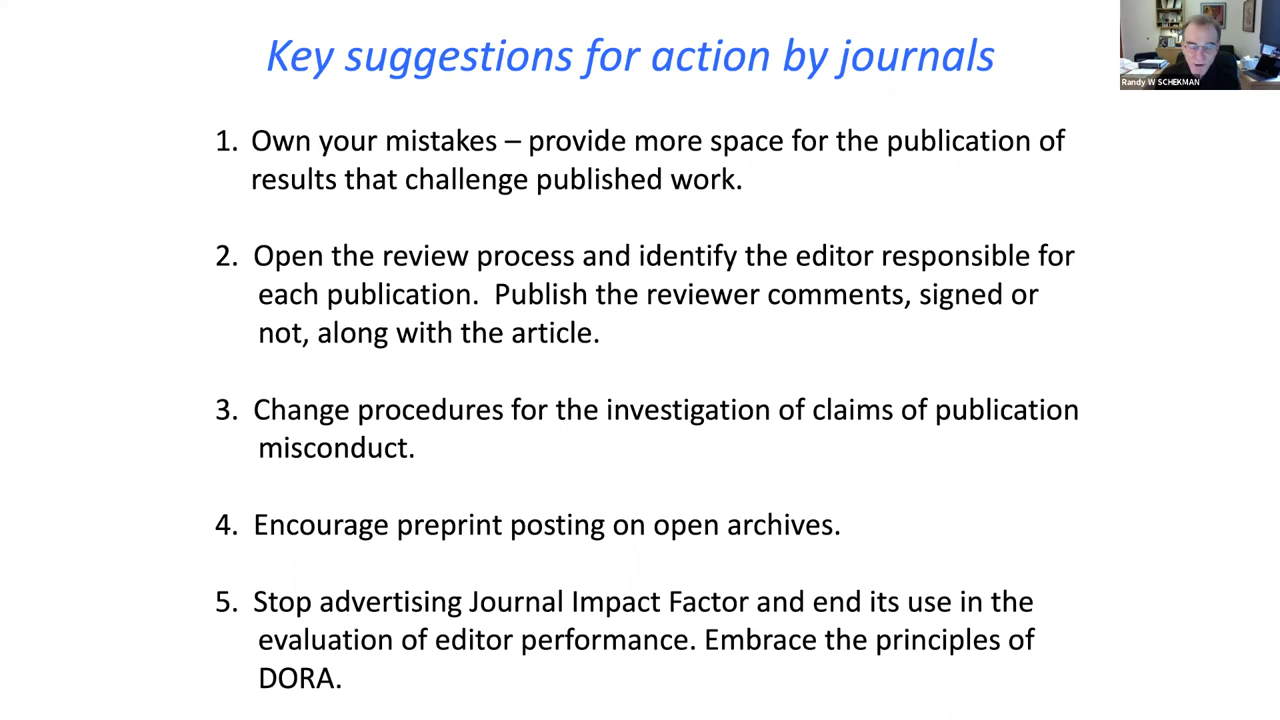 Key suggestions for action by journals
Randy W SCHEKMAN
1. Own your mistakes – provide more space for the publication of
results that challenge published work.
2. Open the review process and identify the editor responsible for
each publication. Publish the reviewer comments, signed or
not, along with the article.
3. Change procedures for the investigation of claims of publication
misconduct.
4. Encourage preprint posting on open archives.
5. Stop advertising Journal Impact Factor and end its use in the
evaluation of editor performance. Embrace the principles of
DORA.